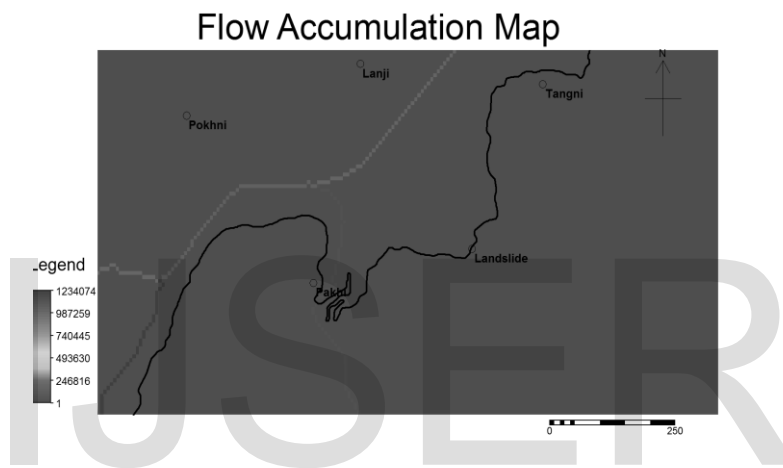 Flow Accumulation Map
N
Lanji
Tangni
Pokhni
Landslide
Pakhi
Legend
1234074
987259
740445
493630
246816
1
0
250
IJSER